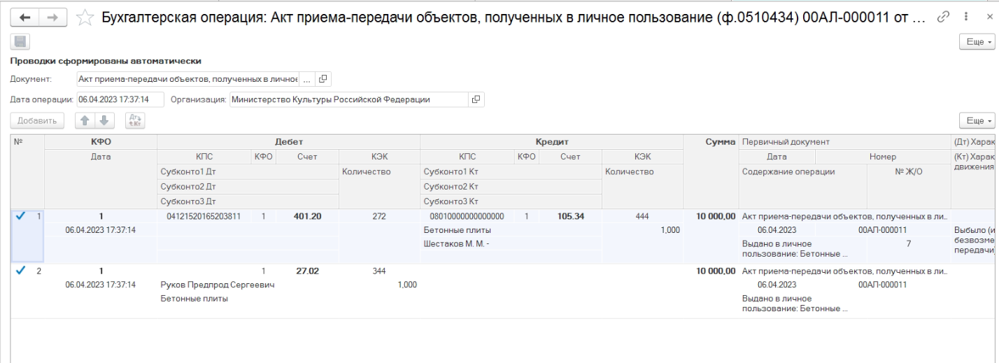 Бухгалтерская операция: Акт приема-передачи объектов, полученных в личное пользование (ф.0510434) 00АЛ-000011 от ...
Еще
Проводки сформированы автоматически
Документ: Акт приема-передачи объектов, полученных в личное ...
Дата операции: 06.04.2023 17:37:14 Организация: Министерство Культуры Российской Федерации
Добавить Дт Кт Еще
№ КФО Дебет Кредит Сумма Первичный документ (Дт) Харак
Дата КПС КФО Счет КЭК КПС КФО Счет КЭК Дата Номер (Кт) Харак
Субконто1 Дт Количество Субконто1 Кт Количество Содержание операции № Ж/О движения
Субконто2 Дт Субконто2 Кт
Субконто3 Дт Субконто3 Кт
1 1 04121520165203811 1 401.20 272 08010000000000000 1 105.34 444 10 000,00 Акт приема-передачи объектов, полученных в ли...
06.04.2023 17:37:14 Бетонные плиты 1,000 06.04.2023 00АЛ-000011 Выбыло (и
Шестаков М. М. - Выдано в личное 7 безвозме
пользование: Бетонные ... передачи)
2 1 1 27.02 344 10 000,00 Акт приема-передачи объектов, полученных в ли...
06.04.2023 17:37:14 Руков Предпрод Сергеевич 1,000 06.04.2023 00АЛ-000011
Бетонные плиты Выдано в личное
пользование: Бетонные ...